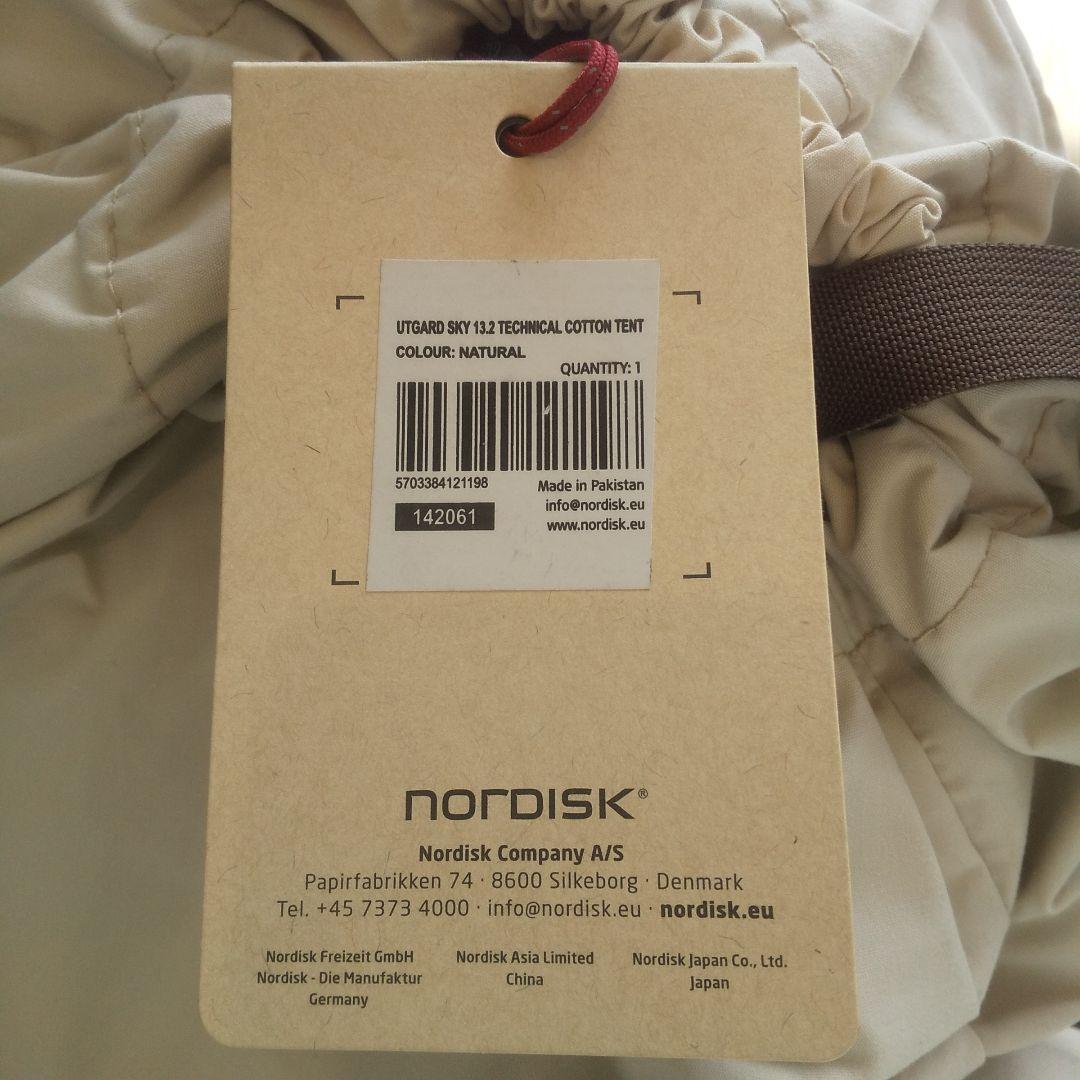 UTGARD SKY 13.2 TECHNICAL COTTON TENT
COLOUR: NATURAL
QUANTITY: 1
5703384121198
Made in Pakistan
info@nordisk.eu
142061
www.nordisk.eu
NORDISK®
Nordisk Company A/S
Papirfabrikken 74 · 8600 Silkeborg · Denmark
Tel. +45 7373 4000 · info@nordisk.eu · nordisk.eu
Nordisk Freizeit GmbH
Nordisk - Die Manufaktur
Germany
Nordisk Asia Limited
China
Nordisk Japan Co., Ltd.
Japan